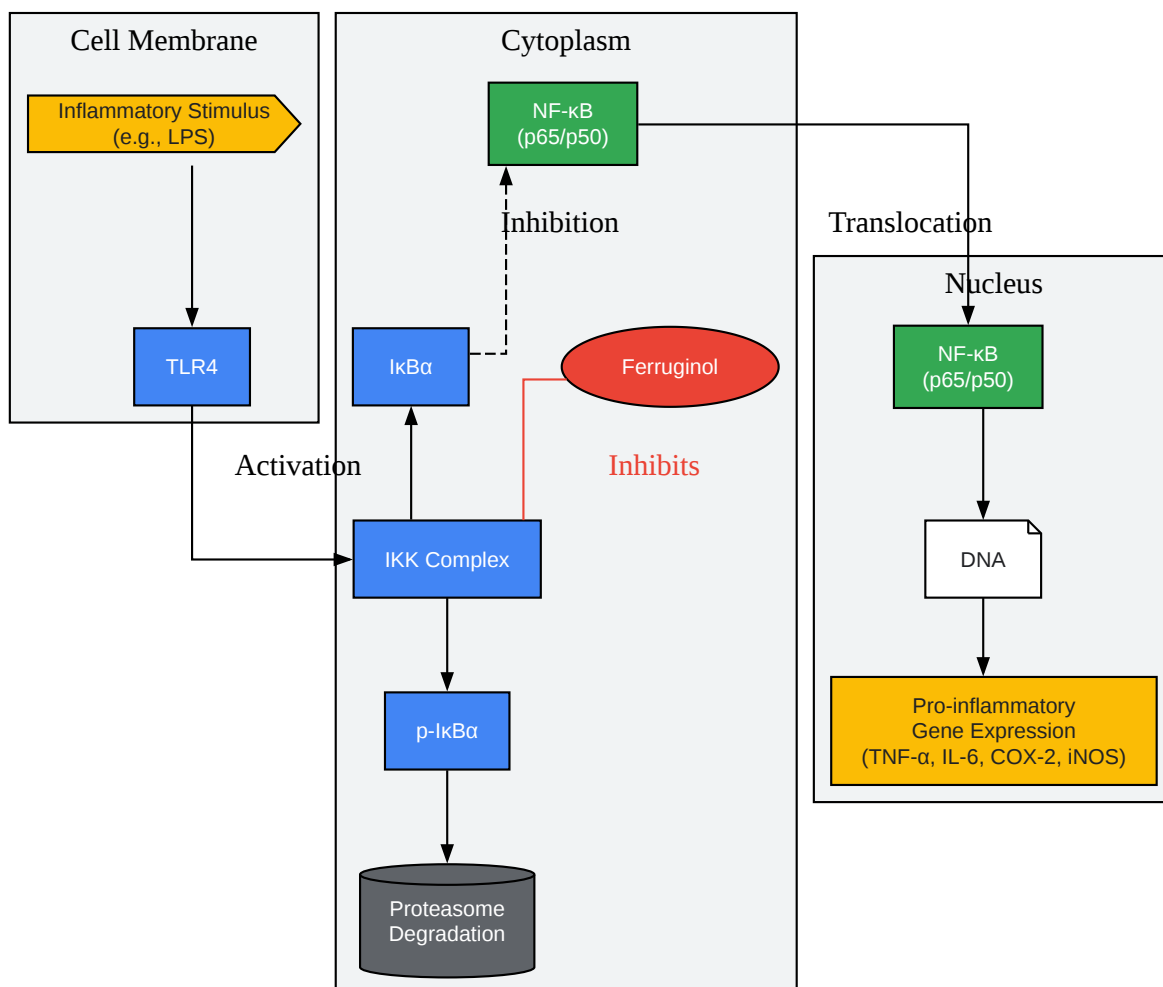 Cell Membrane
Inflammatory Stimulus
(e.g., LPS)
TLR4
Activation
Cytoplasm
NF-κB
(p65/p50)
Inhibition
IκBα
Ferruginol
Inhibits
IKK Complex
p-IκBα
Proteasome
Degradation
Translocation
Nucleus
NF-κB
(p65/p50)
DNA
Pro-inflammatory
Gene Expression
(TNF-α, IL-6, COX-2, iNOS)